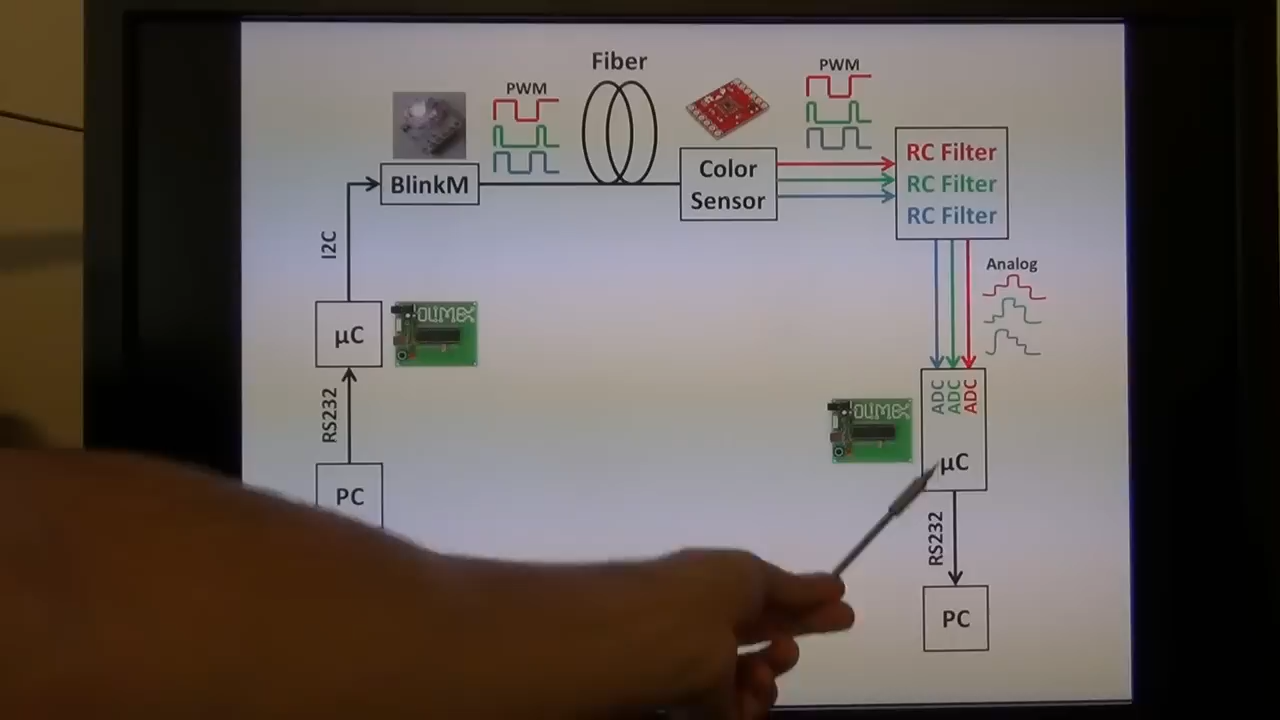 Fiber
PWM
PWM
BlinkM
Color
Sensor
RC Filter
RC Filter
RC Filter
I2C
Analog
µC
OLIMEX
RS232
PC
ADC
ADC
ADC
OLIMEX
µC
RS232
PC